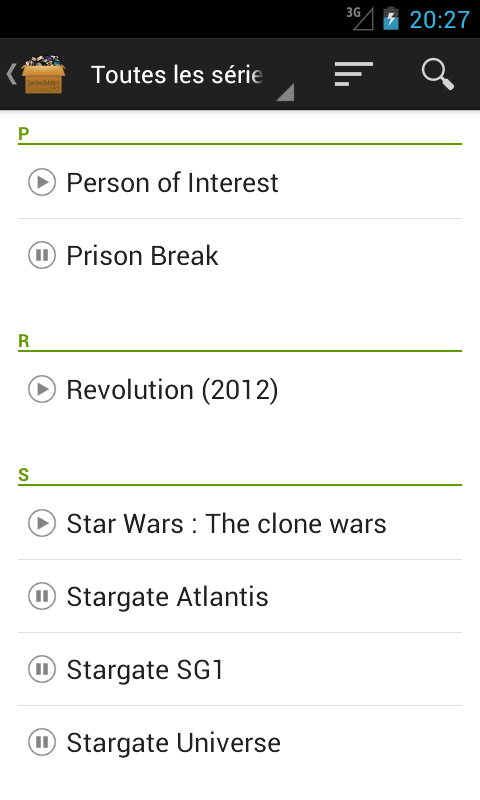 3G 20:27
Toutes les série
P
Person of Interest
Prison Break
R
Revolution (2012)
S
Star Wars : The clone wars
Stargate Atlantis
Stargate SG1
Stargate Universe